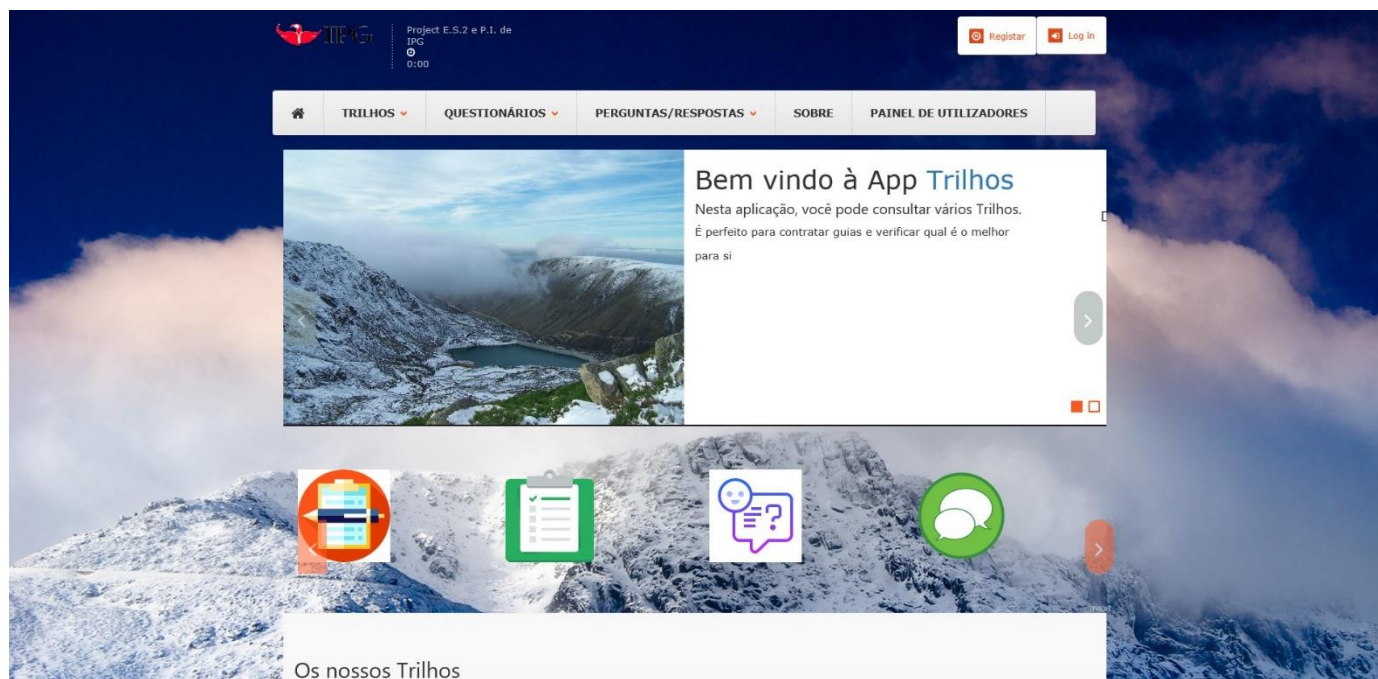 IPG
Project E.S.2 e P.I. de
IPG
0:00
Registar
Log in
TRILHOS
QUESTIONÁRIOS
PERGUNTAS/RESPOSTAS
SOBRE
PAINEL DE UTILIZADORES
Bem vindo à App Trilhos
Nesta aplicação, você pode consultar vários Trilhos.
É perfeito para contratar guias e verificar qual é o melhor
para si
?
Os nossos Trilhos